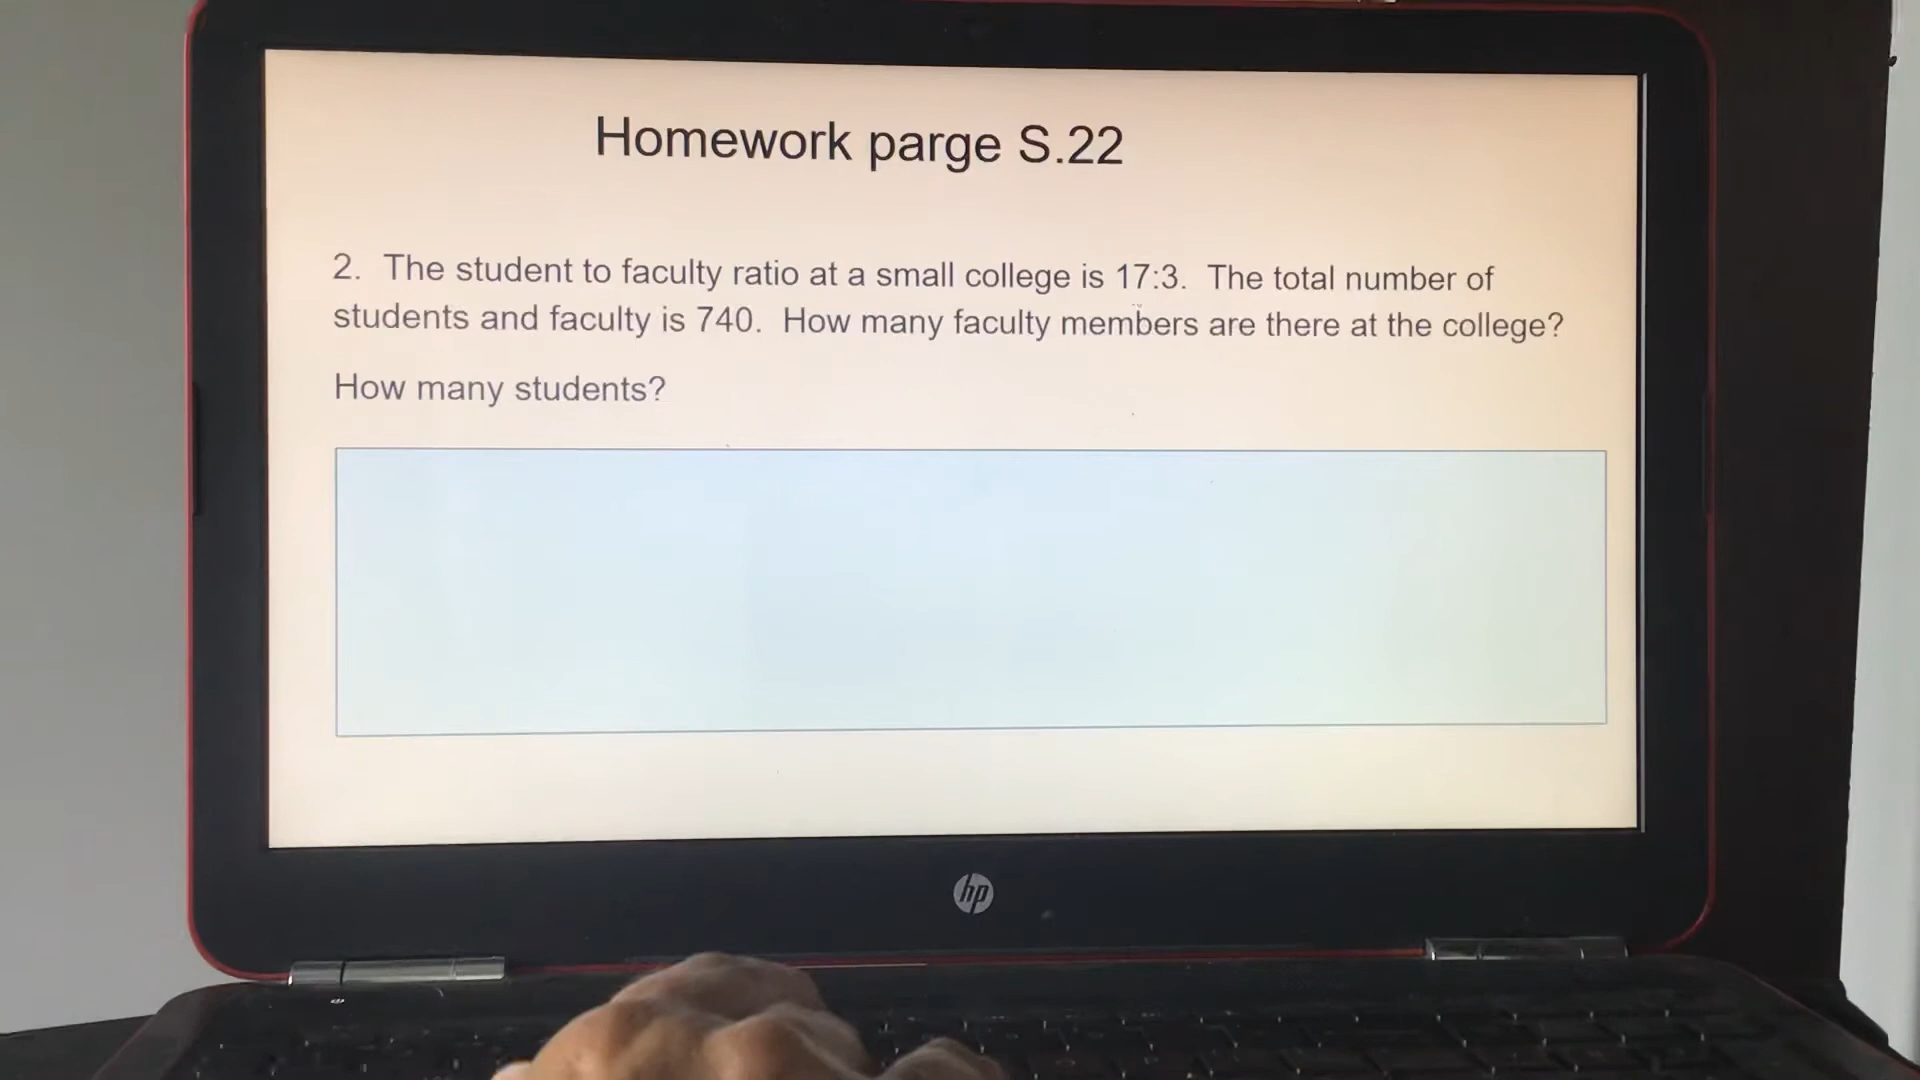 Homework parge S.22
2. The student to faculty ratio at a small college is 17:3. The total number of
students and faculty is 740. How many faculty members are there at the college?
How many students?
hp